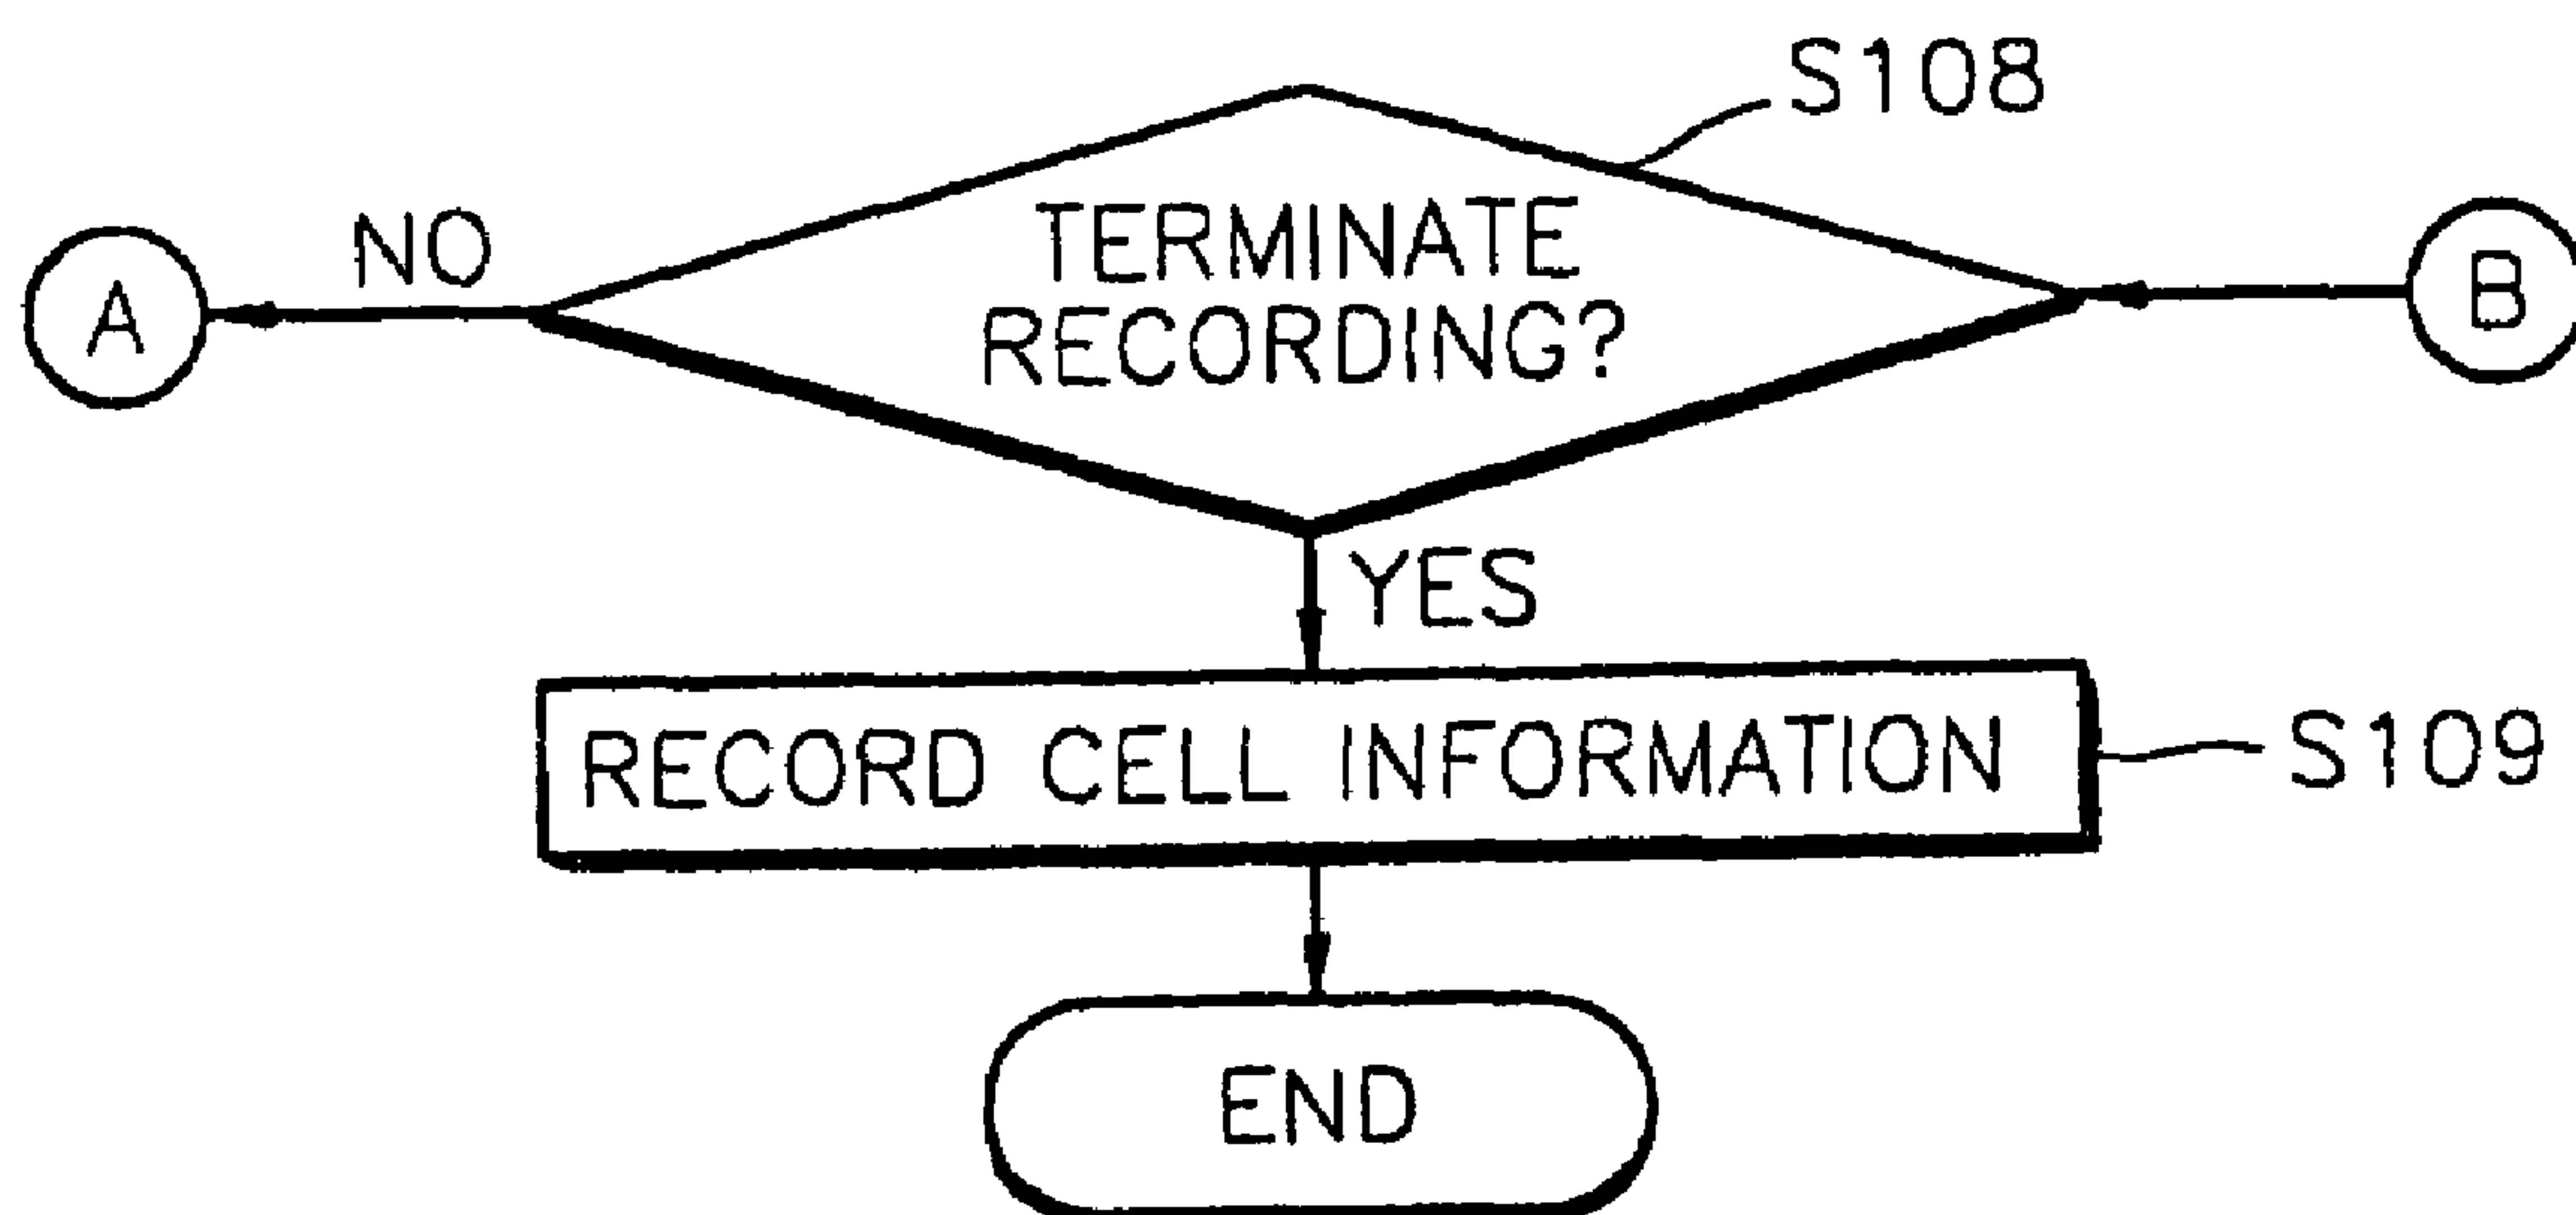 S108
TERMINATE
RECORDING?
NO
A
B
YES
RECORD CELL INFORMATION
S109
END